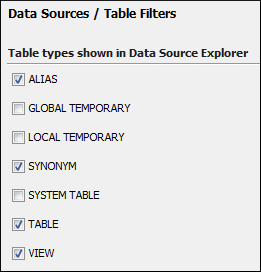 Data Sources / Table Filters
Table types shown in Data Source Explorer
ALIAS
GLOBAL TEMPORARY
LOCAL TEMPORARY
SYNONYM
SYSTEM TABLE
TABLE
VIEW